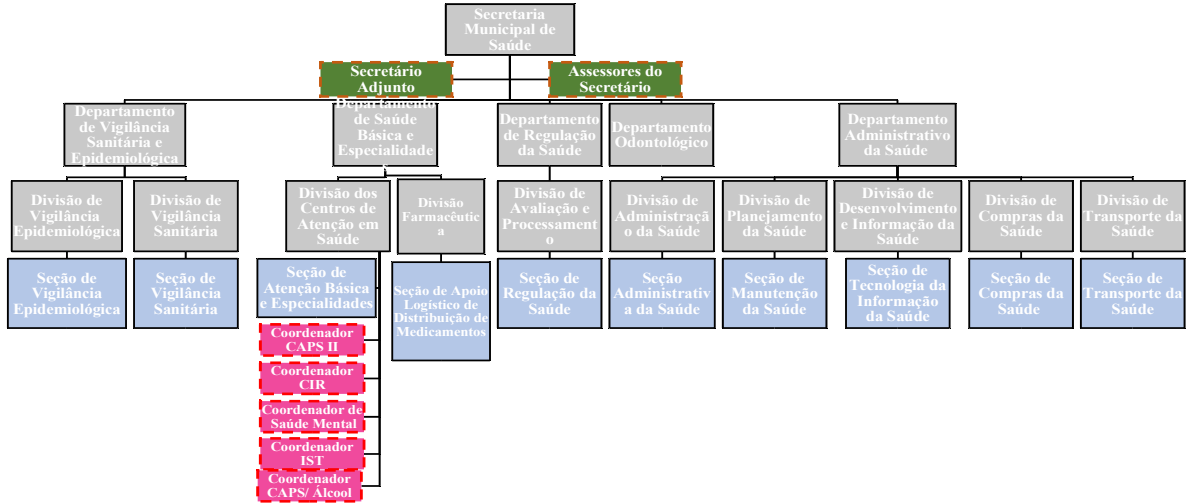 Secretaria
Municipal de
Saúde
Secretário
Adjunto
Assessores do
Secretário
Departamento
de Vigilância
Sanitária e
Epidemiológica
Departamento
de Saúde
Básica e
Especialidade
Departamento
de Regulação
da Saúde
Departamento
Odontológico
Departamento
Administrativo
da Saúde
Divisão de
Vigilância
Epidemiológica
Divisão de
Vigilância
Sanitária
Divisão dos
Centros de
Atenção em
Saúde
Divisão
Farmacêutic
a
Divisão de
Avaliação e
Processament
o
Divisão de
Administraçã
o da Saúde
Divisão de
Planejamento
da Saúde
Divisão de
Desenvolvimento
e Informação da
Saúde
Divisão de
Compras da
Saúde
Divisão de
Transporte da
Saúde
Seção de
Vigilância
Epidemiológica
Seção de
Vigilância
Sanitária
Seção de
Atenção Básica
e Especialidades
Seção de Apoio
Logístico de
Distribuição de
Medicamentos
Seção de
Regulação da
Saúde
Seção
Administrativ
a da Saúde
Seção de
Manutenção
da Saúde
Seção de
Tecnologia da
Informação
da Saúde
Seção de
Compras da
Saúde
Seção de
Transporte da
Saúde
Coordenador
CAPS II
Coordenador
CIR
Coordenador de
Saúde Mental
Coordenador
IST
Coordenador
CAPS/ Álcool